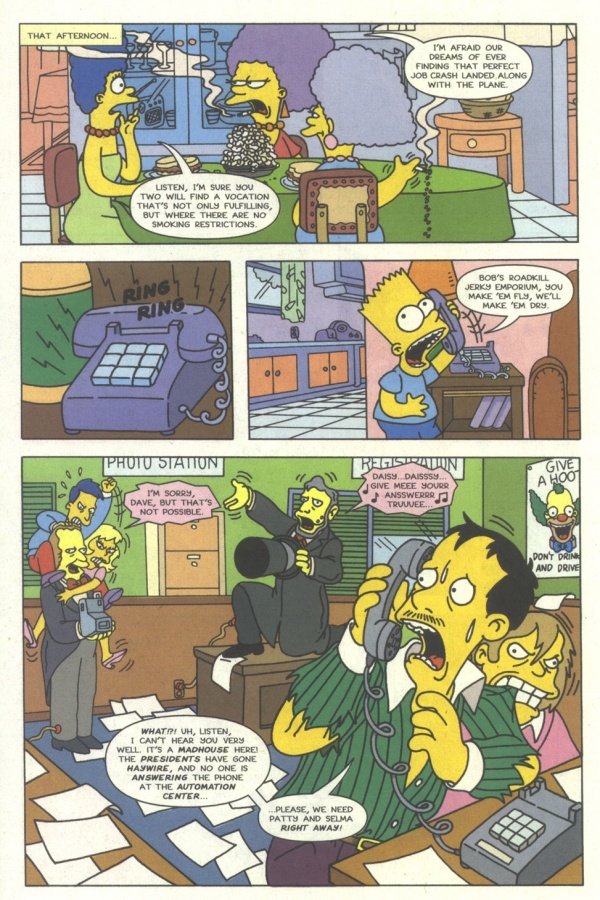 THAT AFTERNOON...
I'M AFRAID OUR
DREAMS OF EVER
FINDING THAT PERFECT
JOB CRASH LANDED ALONG
WITH THE PLANE.
LISTEN, I'M SURE YOU
TWO WILL FIND A VOCATION
THAT'S NOT ONLY FULFILLING,
BUT WHERE THERE ARE NO
SMOKING RESTRICTIONS.
RING
RING
BOB'S ROADKILL
JERKY EMPORIUM, YOU
MAKE 'EM FLY, WE'LL
MAKE 'EM DRY.
PHOTO STATION
REGISTRATION
I'M SORRY,
DAVE, BUT THAT'S
NOT POSSIBLE.
DAISY...DAISSSY...
GIVE MEEE YOURR
ANSSWERRR
TRUUUEE...
GIVE
A HOOT
DON'T DRINK
AND DRIVE
WHAT!?! UH, LISTEN,
I CAN'T HEAR YOU VERY
WELL. IT'S A MADHOUSE HERE!
THE PRESIDENTS HAVE GONE
HAYWIRE, AND NO ONE IS
ANSWERING THE PHONE
AT THE AUTOMATION
CENTER...
...PLEASE, WE NEED
PATTY AND SELMA
RIGHT AWAY!